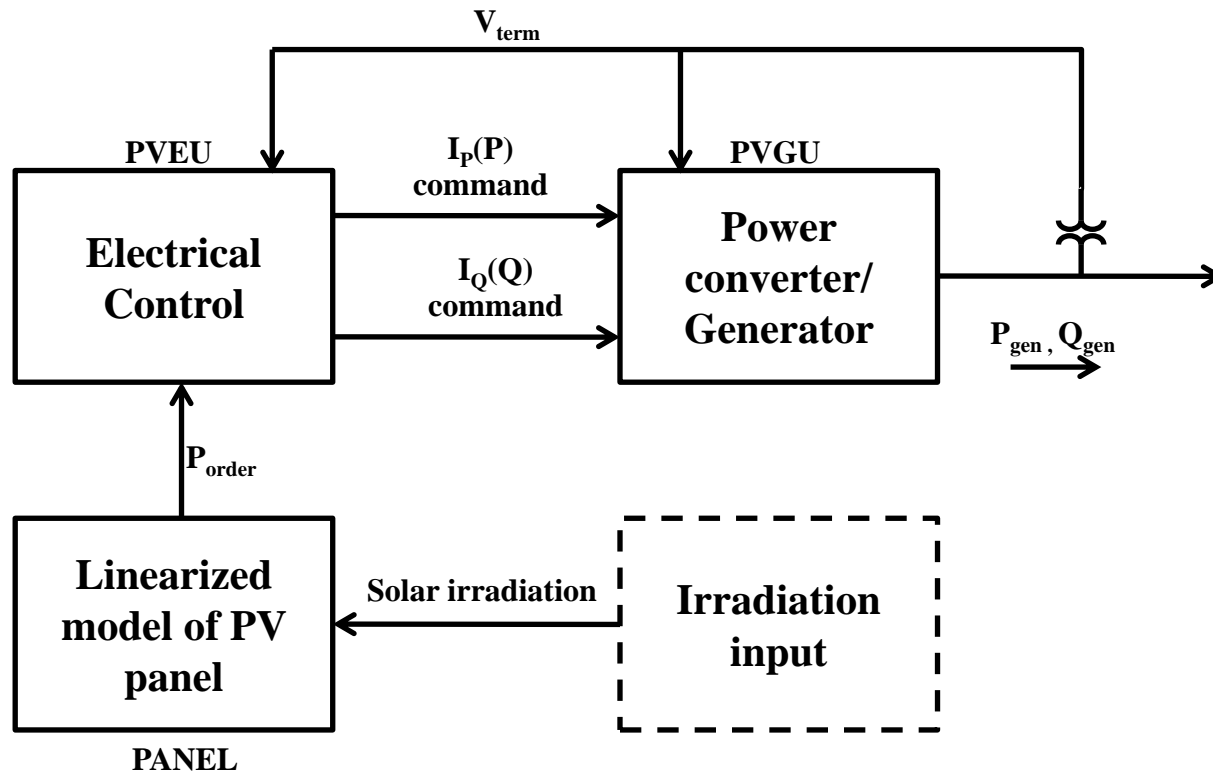 V_term
PVEU
I_P(P)
command
PVGU
Electrical
Control
I_Q(Q)
command
Power
converter/
Generator
P_gen , Q_gen
P_order
Linearized
model of PV
panel
Solar irradiation
Irradiation
input
PANEL